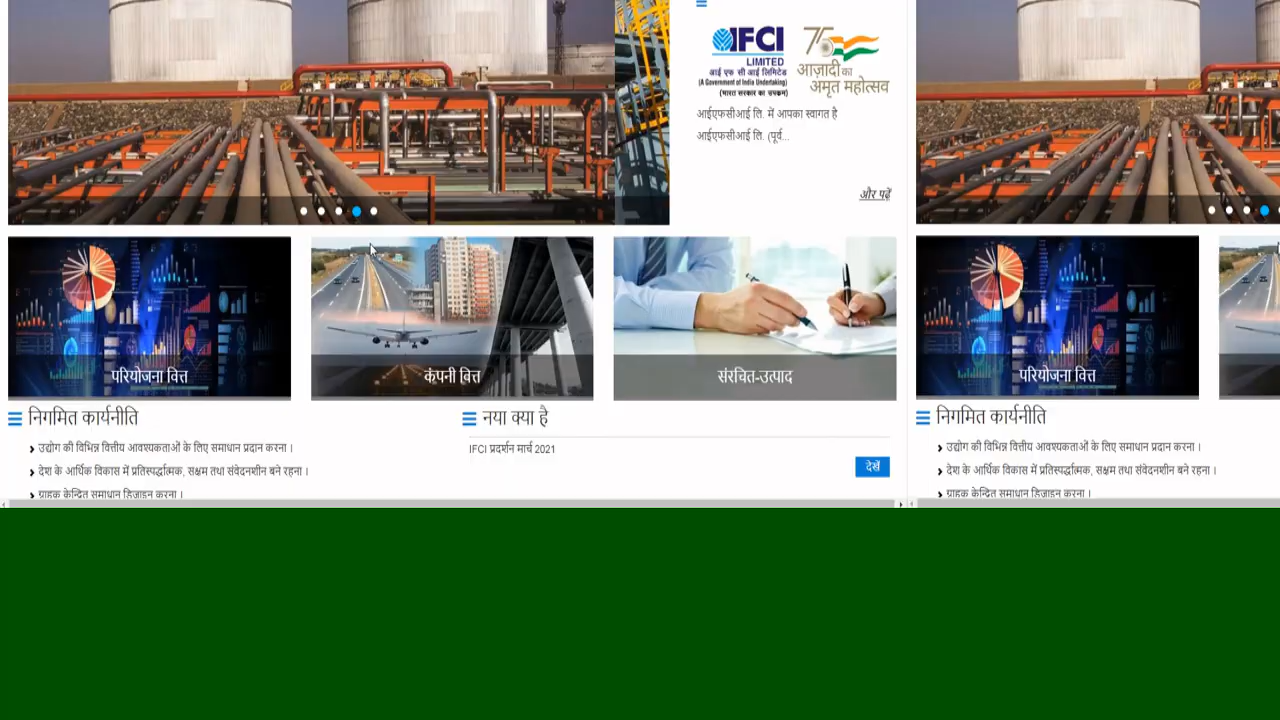 IFCI
LIMITED
आई एफ सी आई लिमिटेड
(A Government of India Undertaking)
(भारत सरकार का उपक्रम)
75
आज़ादी का
अमृत महोत्सव
आईएफसीआई लि. में आपका स्वागत है
आईएफसीआई लि. (पूर्व...
और पढ़ें
परियोजना वित्त
कंपनी वित्त
संरचित-उत्पाद
परियोजना वित्त
निगमित कार्यनीति
नया क्या है
निगमित कार्यनीति
उद्योग की विभिन्न वित्तीय आवश्यकताओं के लिए समाधान प्रदान करना ।
IFCI प्रदर्शन मार्च 2021
उद्योग की विभिन्न वित्तीय आवश्यकताओं के लिए समाधान प्रदान करना ।
देश के आर्थिक विकास में प्रतिस्पर्द्धात्मक, सक्षम तथा संवेदनशील बने रहना ।
देखें
देश के आर्थिक विकास में प्रतिस्पर्द्धात्मक, सक्षम तथा संवेदनशील बने रहना ।
ग्राहक केन्द्रित समाधान डिजाइन करना ।
ग्राहक केन्द्रित समाधान डिजाइन करना ।